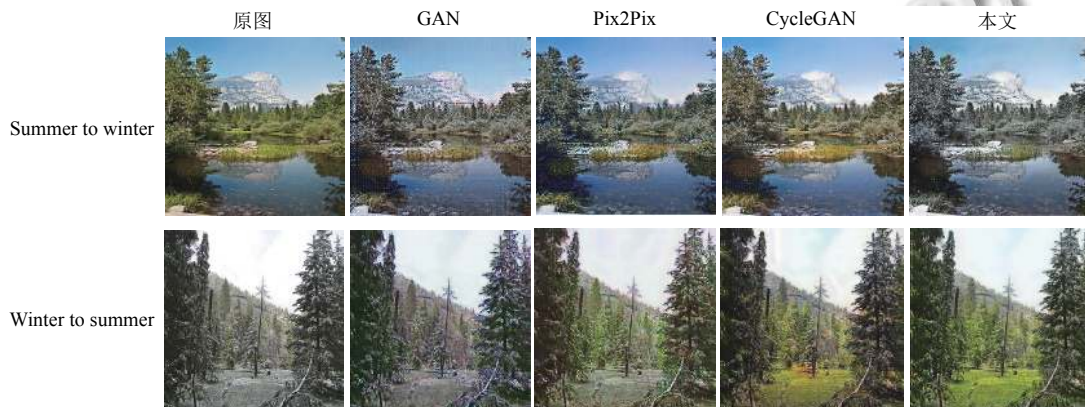 原图 GAN Pix2Pix CycleGAN 本文
Summer to winter
Winter to summer